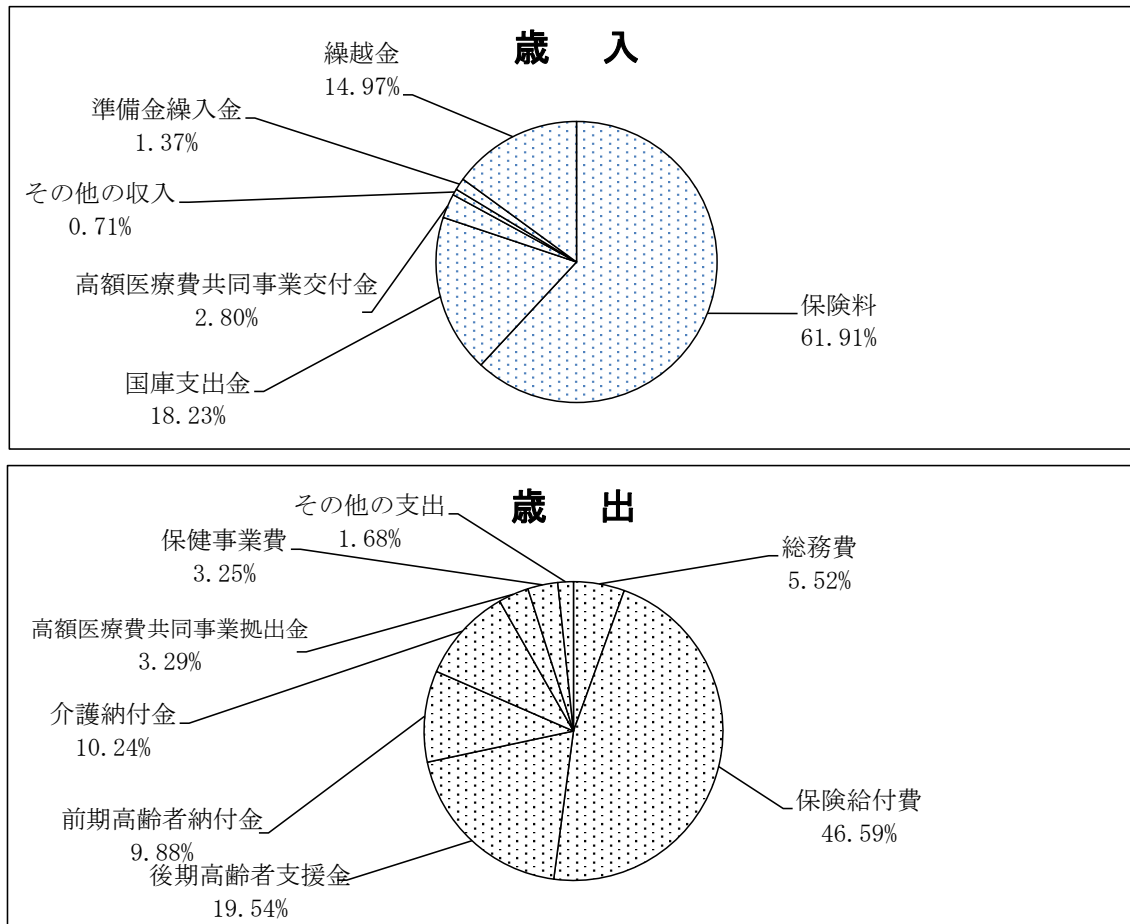 歳　入
繰越金
14.97%
準備金繰入金
1.37%
その他の収入
0.71%
高額医療費共同事業交付金
2.80%
国庫支出金
18.23%
保険料
61.91%
歳　出
その他の支出
1.68%
保健事業費
3.25%
高額医療費共同事業拠出金
3.29%
介護納付金
10.24%
前期高齢者納付金
9.88%
後期高齢者支援金
19.54%
総務費
5.52%
保険給付費
46.59%